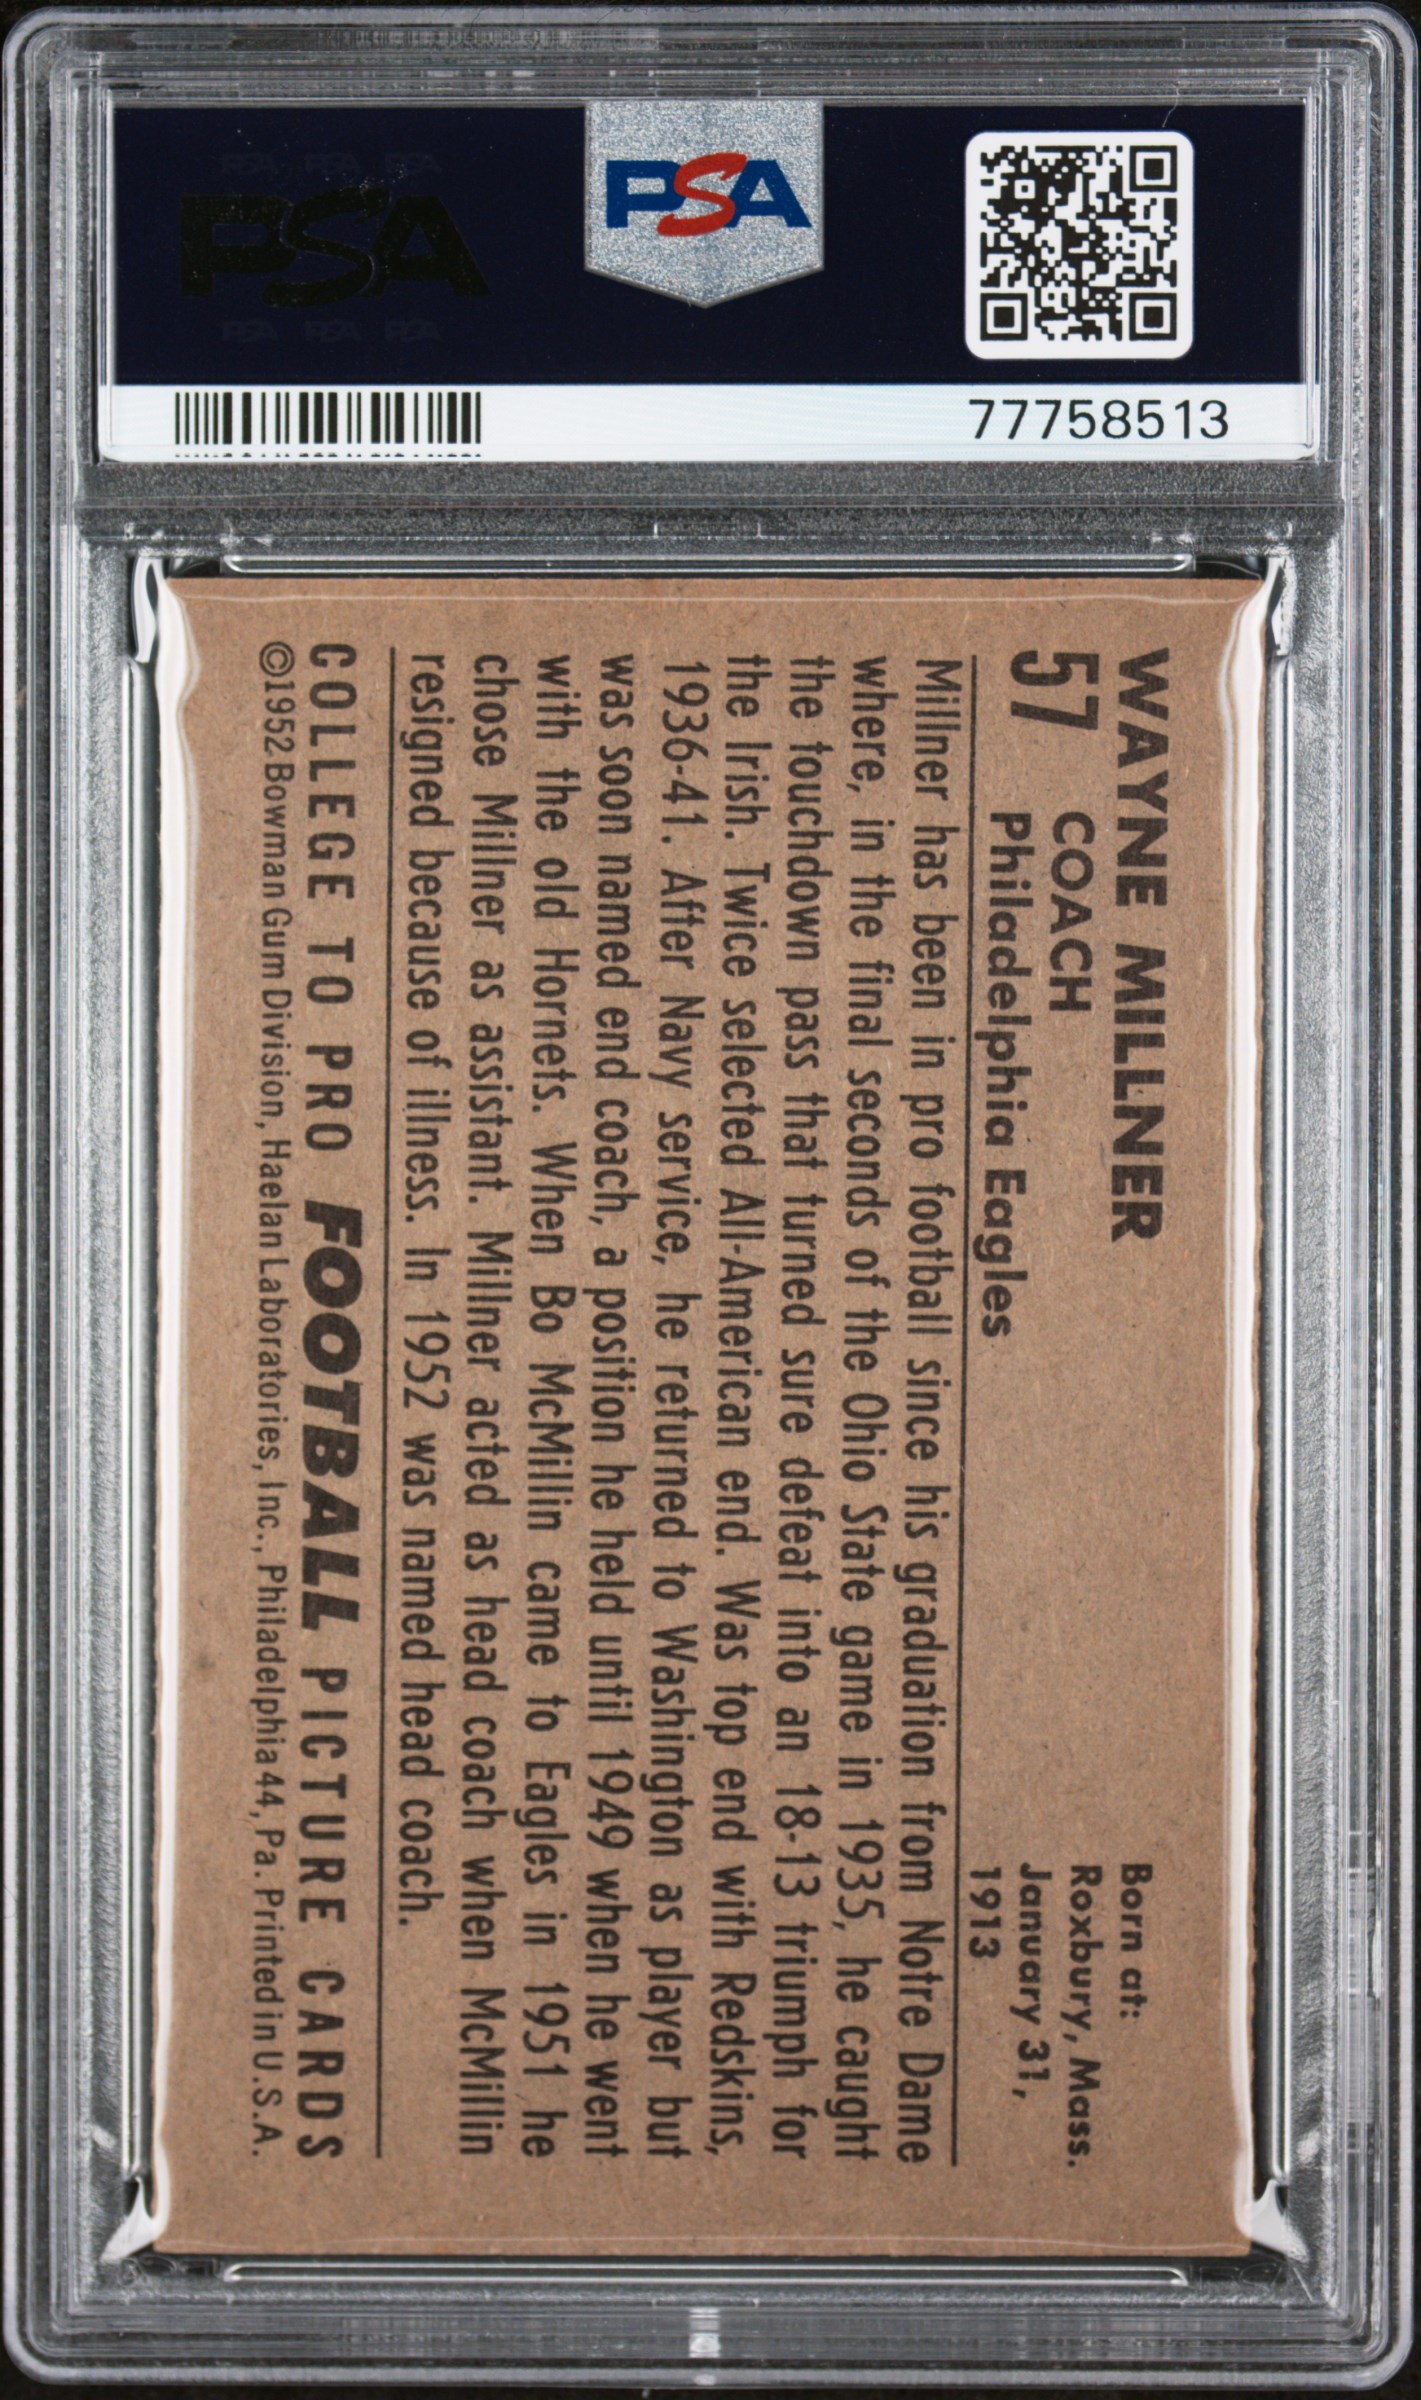 PSA PSA PSA
PSA
PSA PSA PSA
PSA
77758513
WAYNE MILLNER
57 COACH
Philadelphia Eagles
Born at:
Roxbury, Mass.
January 31,
1913
Millner has been in pro football since his graduation from Notre Dame
where, in the final seconds of the Ohio State game in 1935, he caught
the touchdown pass that turned sure defeat into an 18-13 triumph for
the Irish. Twice selected All-American end. Was top end with Redskins,
1936-41. After Navy service, he returned to Washington as player but
was soon named end coach, a position he held until 1949 when he went
with the old Hornets. When Bo McMillin came to Eagles in 1951 he
chose Millner as assistant. Millner acted as head coach when McMillin
resigned because of illness. In 1952 was named head coach.
COLLEGE TO PRO FOOTBALL PICTURE CARDS
©1952 Bowman Gum Division, Haelan Laboratories, Inc., Philadelphia 44, Pa. Printed in U.S.A.